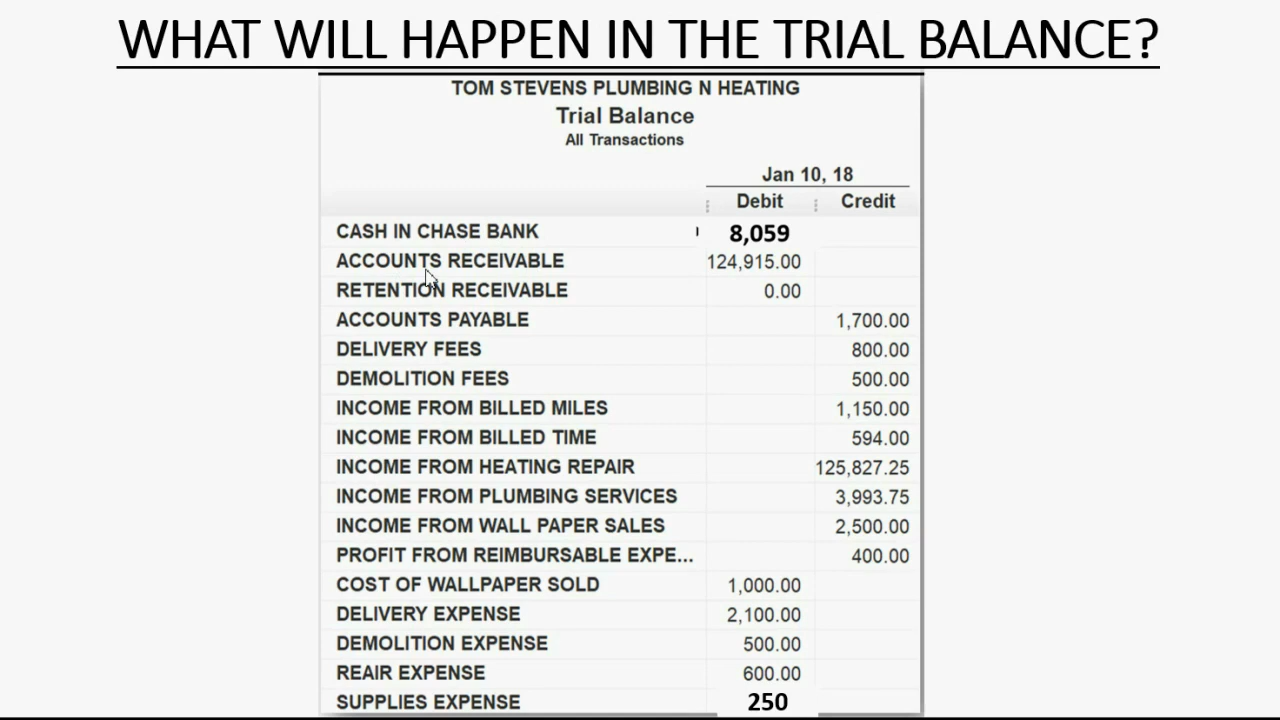 WHAT WILL HAPPEN IN THE TRIAL BALANCE?
TOM STEVENS PLUMBING N HEATING
Trial Balance
All Transactions
Jan 10, 18
Debit Credit
CASH IN CHASE BANK 8,059
ACCOUNTS RECEIVABLE 124,915.00
RETENTION RECEIVABLE 0.00
ACCOUNTS PAYABLE 1,700.00
DELIVERY FEES 800.00
DEMOLITION FEES 500.00
INCOME FROM BILLED MILES 1,150.00
INCOME FROM BILLED TIME 594.00
INCOME FROM HEATING REPAIR 125,827.25
INCOME FROM PLUMBING SERVICES 3,993.75
INCOME FROM WALL PAPER SALES 2,500.00
PROFIT FROM REIMBURSABLE EXPE... 400.00
COST OF WALLPAPER SOLD 1,000.00
DELIVERY EXPENSE 2,100.00
DEMOLITION EXPENSE 500.00
REAIR EXPENSE 600.00
SUPPLIES EXPENSE 250